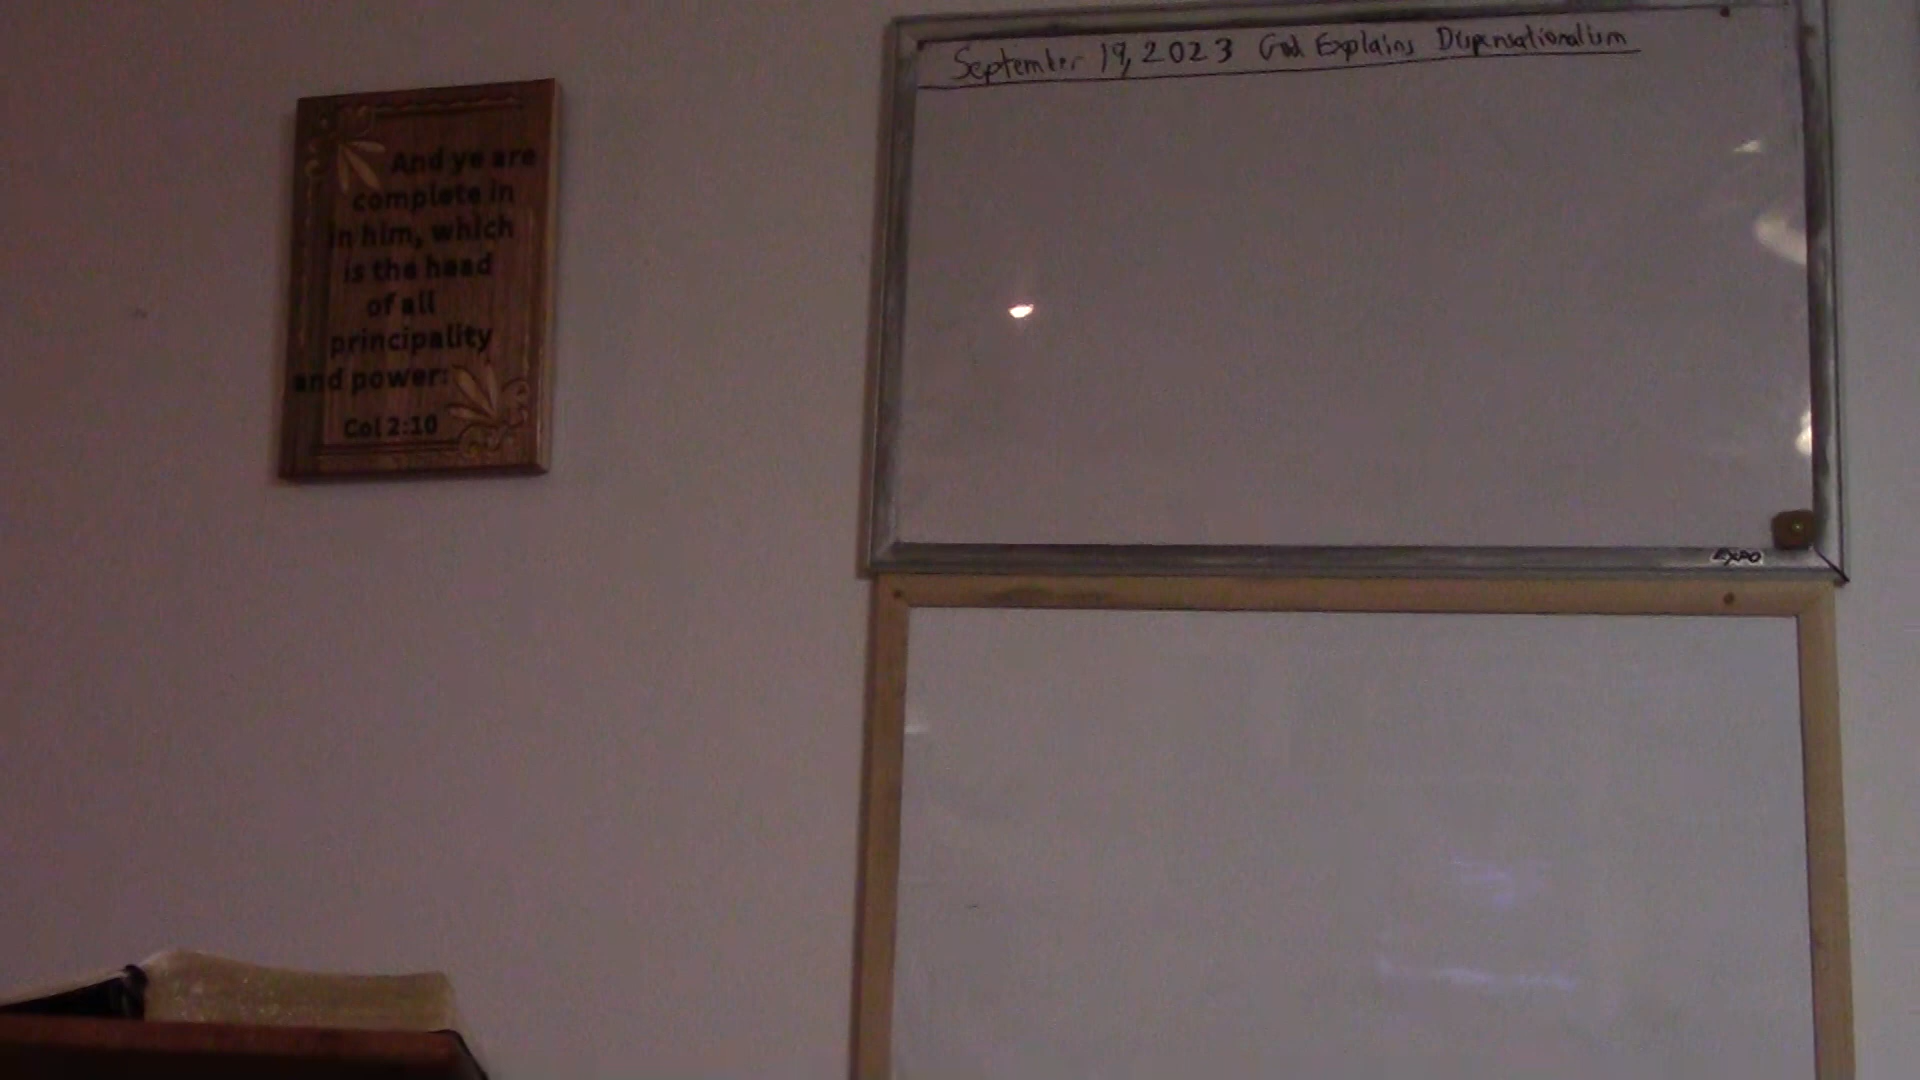 And ye are
complete in
in him, which
is the head
of all
principality
and power:
Col 2:10
September 19, 2023 God Explains Dispensationalism
EXPO